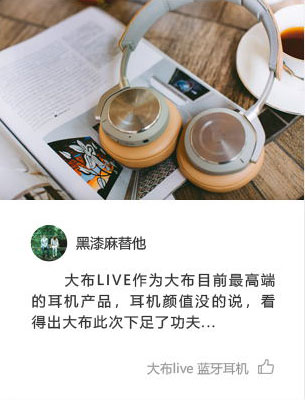 黑漆麻替他
大布LIVE作为大布目前最高端
的耳机产品，耳机颜值没的说，看
得出大布此次下足了功夫...
大布live 蓝牙耳机